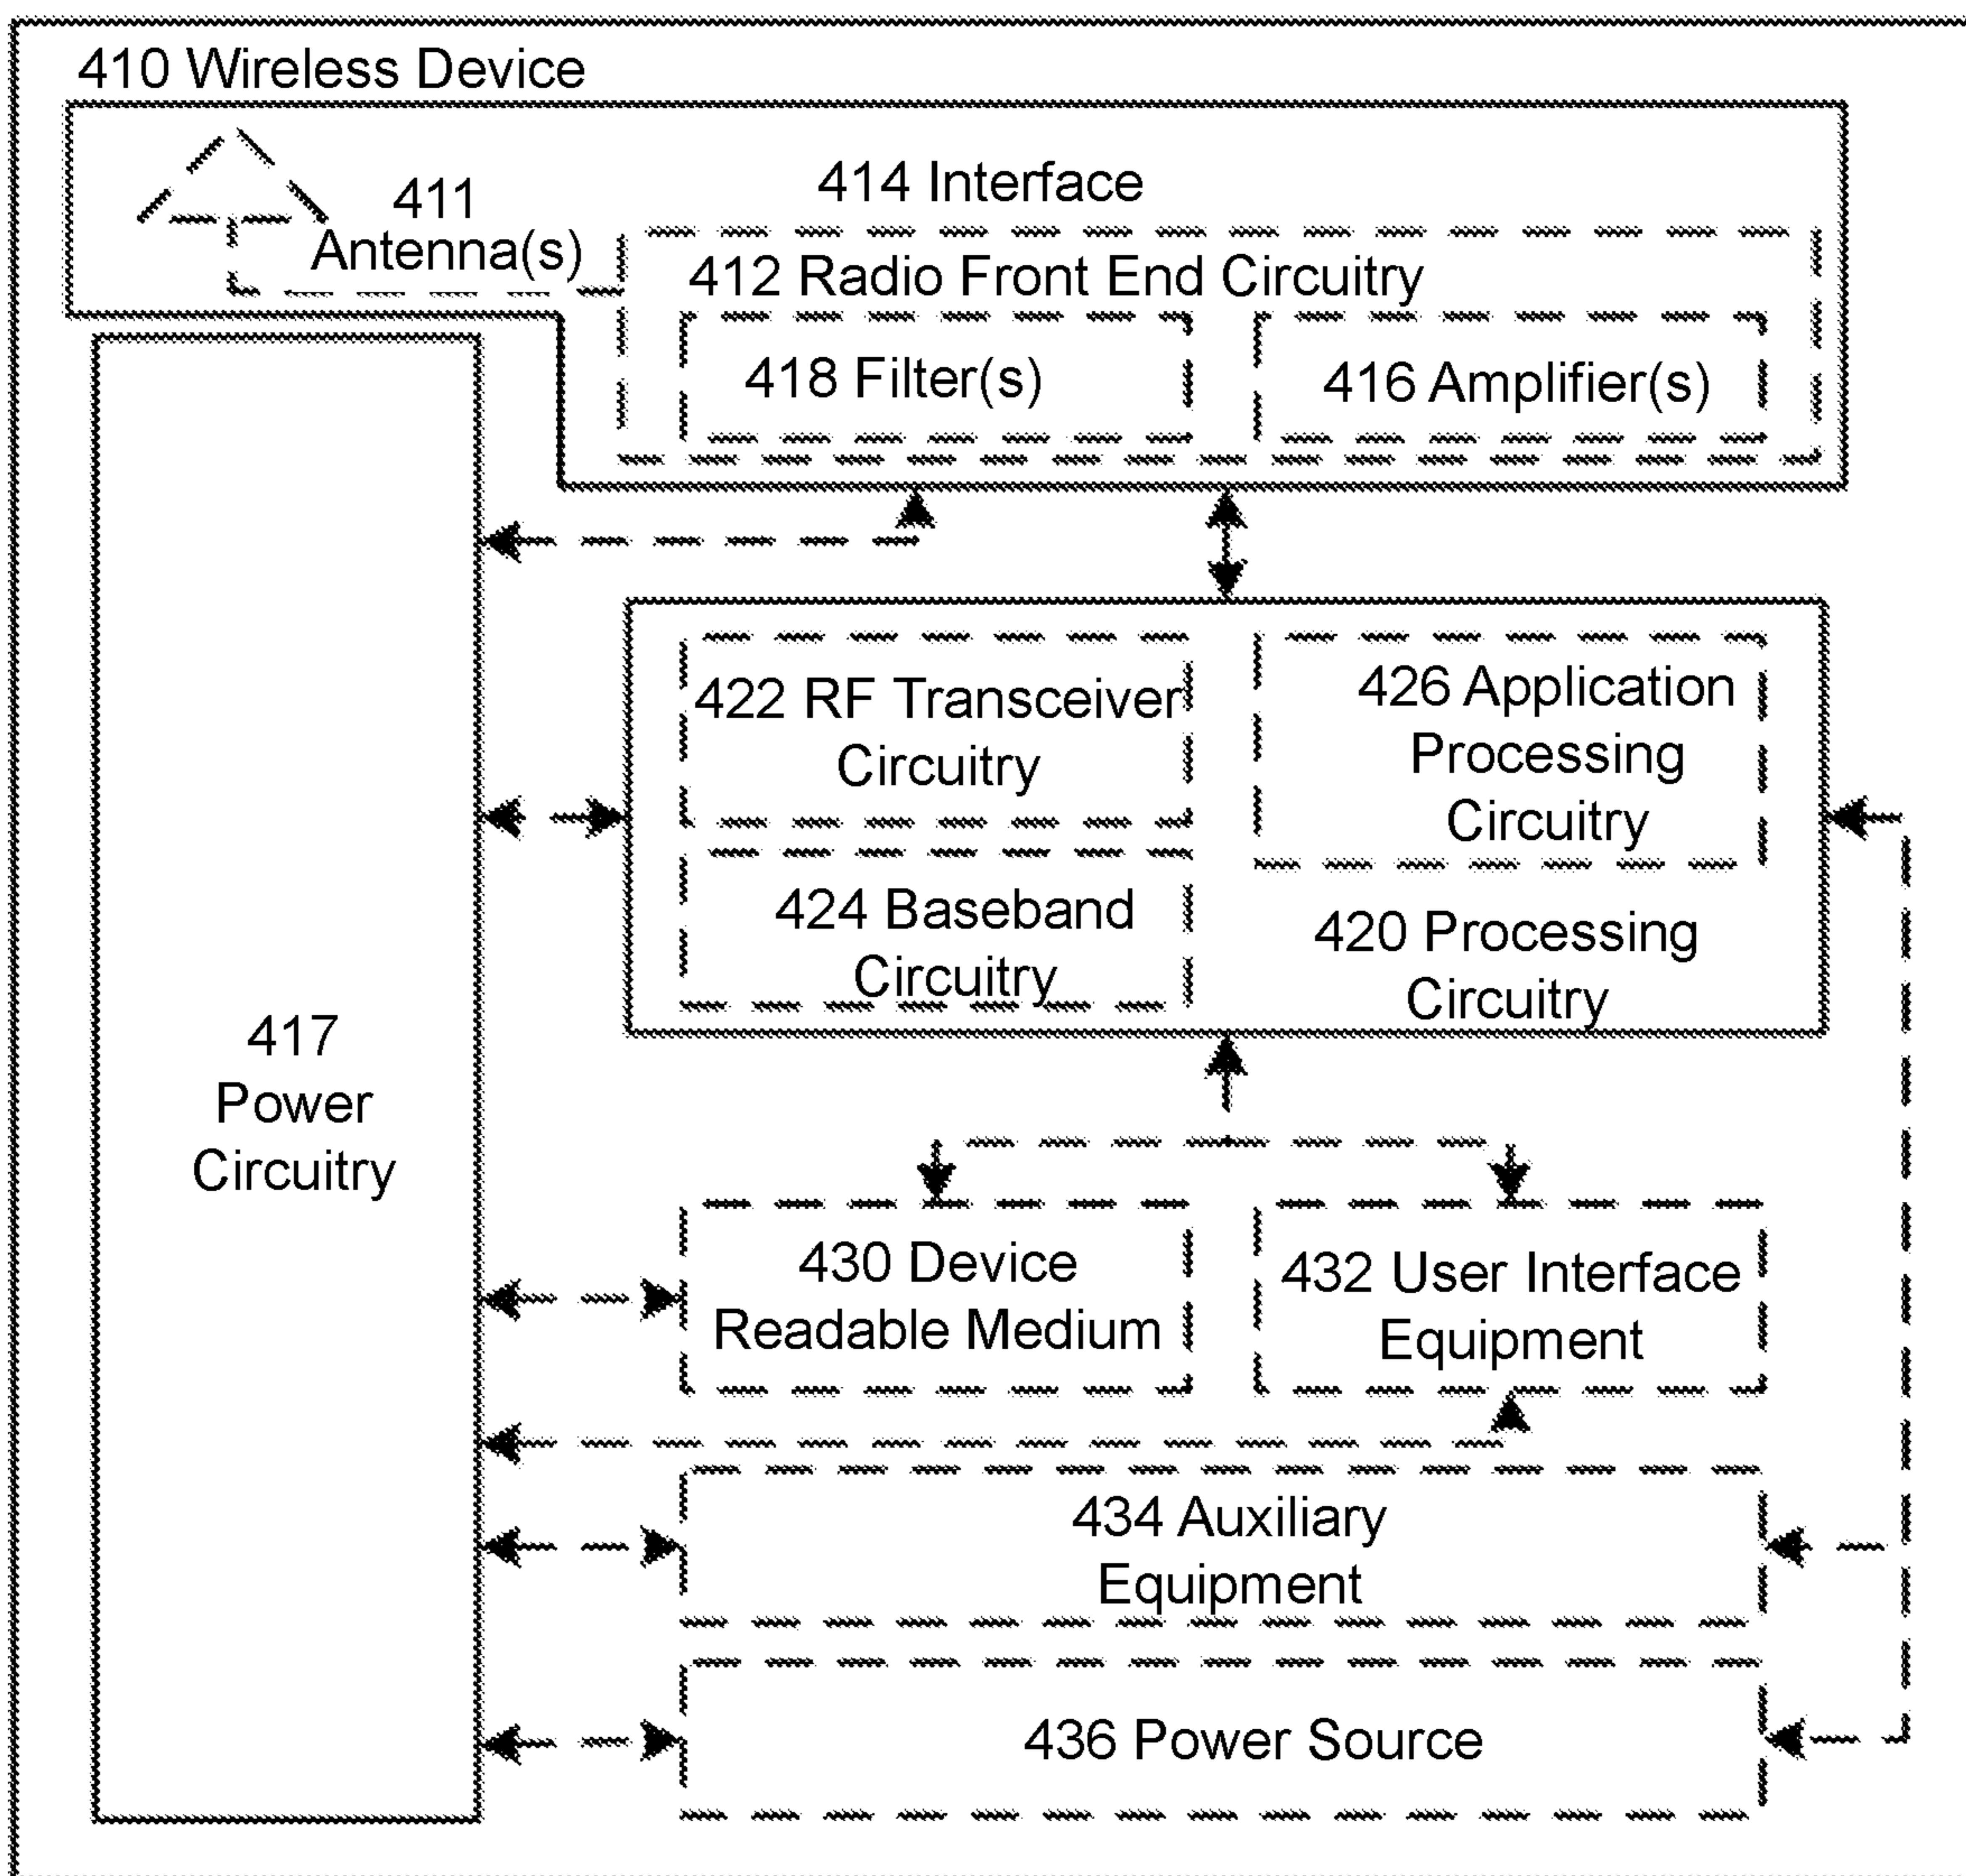 410 Wireless Device
411
Antenna(s)
414 Interface
412 Radio Front End Circuitry
418 Filter(s)
416 Amplifier(s)
422 RF Transceiver
Circuitry
426 Application
Processing
Circuitry
424 Baseband
Circuitry
420 Processing
Circuitry
417
Power
Circuitry
430 Device
Readable Medium
432 User Interface
Equipment
434 Auxiliary
Equipment
436 Power Source